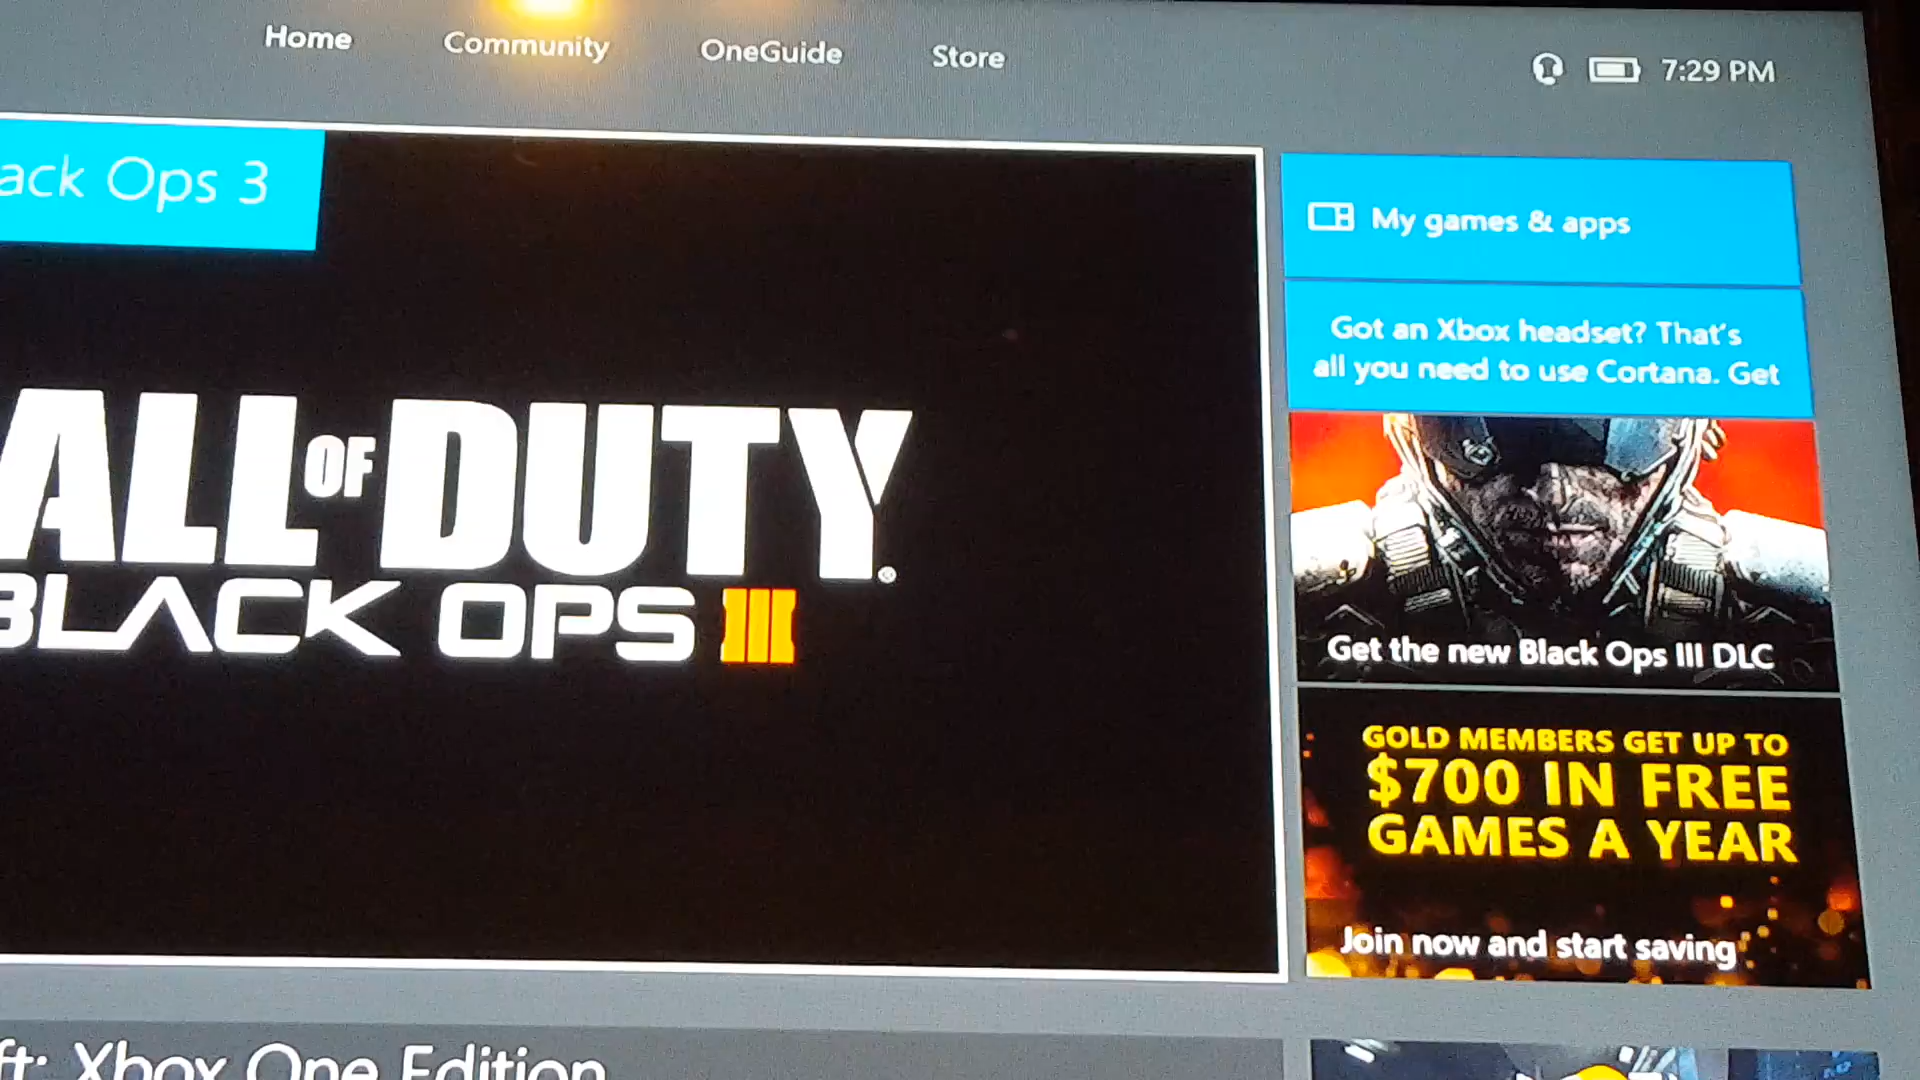 Home Community OneGuide Store 7:29 PM
ack Ops 3
ALL OF DUTY®
BLACK OPS III
My games & apps
Got an Xbox headset? That's
all you need to use Cortana. Get
Get the new Black Ops III DLC
GOLD MEMBERS GET UP TO
$700 IN FREE
GAMES A YEAR
Join now and start saving
ft: Xbox One Edition